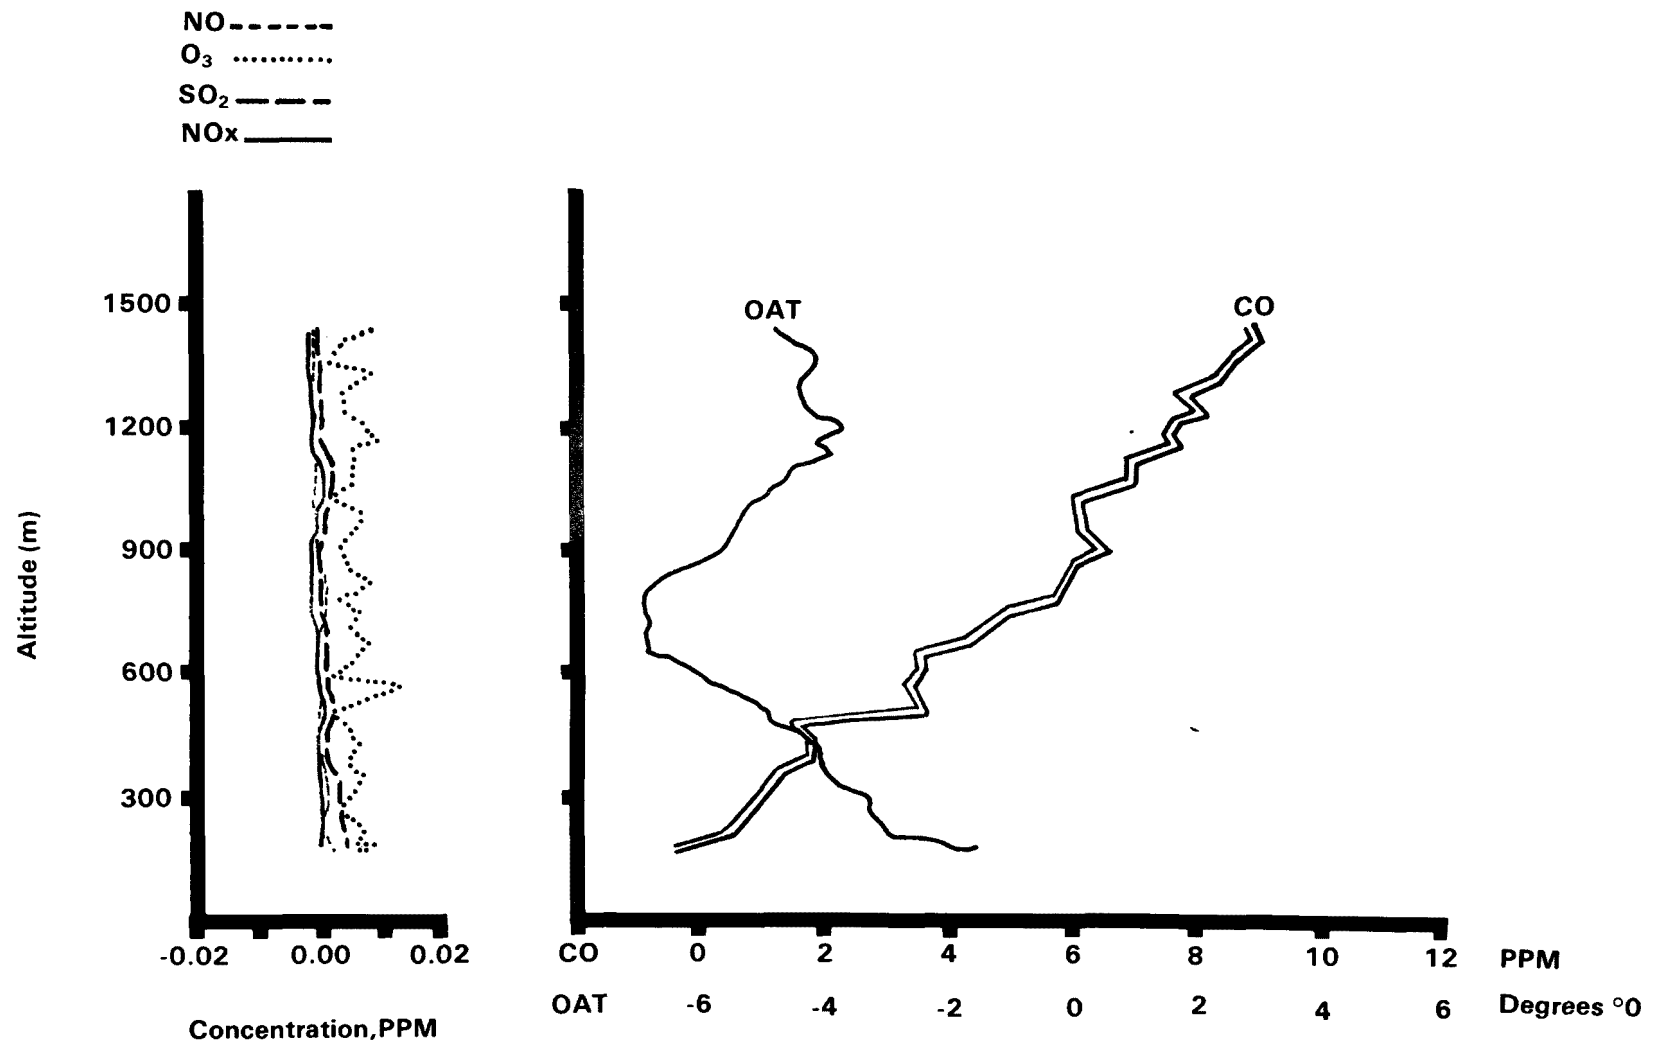 NO
O₃
SO₂
NOx
1500
1200
900
600
300
Altitude (m)
-0.02 0.00 0.02
Concentration,PPM
OAT
CO
CO 0 2 4 6 8 10 12 PPM
OAT -6 -4 -2 0 2 4 6 Degrees °0